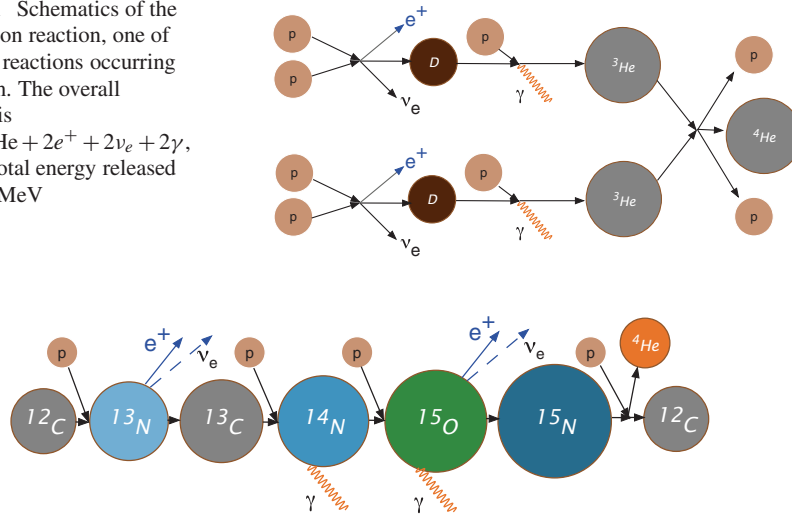 . Schematics of the
on reaction, one of
reactions occurring
n. The overall
is
He + 2e⁺ + 2νₑ + 2γ,
otal energy released
MeV
p
e⁺
p
D
νₑ
p
γ
³He
p
⁴He
p
p
e⁺
p
D
νₑ
p
γ
³He
p
¹²C
e⁺
νₑ
¹³N
p
¹³C
p
¹⁴N
γ
e⁺
νₑ
¹⁵O
γ
¹⁵N
p
⁴He
¹²C